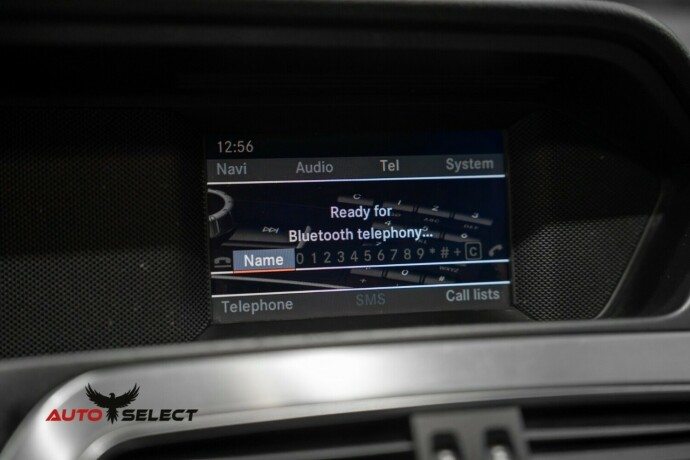 12:56
Navi Audio Tel System
Ready for
Bluetooth telephony...
Name 0 1 2 3 4 5 6 7 8 9 * # + C
Telephone SMS Call lists
AUTO SELECT